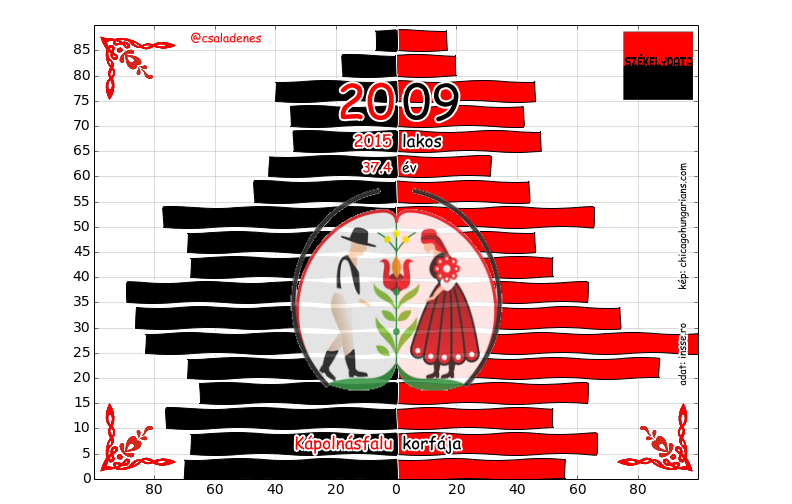 @csaladenes
SZÉKELYDATA
2009
2015 lakos
37.4 év
kép: chicagohungarians.com
adat: insse.ro
Kápolnásfalu korfája
85
80
75
70
65
60
55
50
45
40
35
30
25
20
15
10
5
0
80 60 40 20 0 20 40 60 80